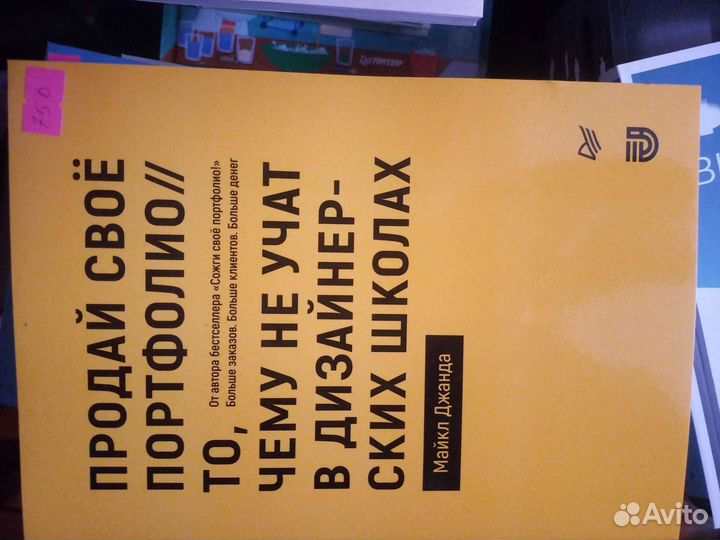 750
ПРОДАЙ СВОЁ
ПОРТФОЛИО//
ТО,
От автора бестселлера «Сожги своё портфолио!»
Больше заказов. Больше клиентов. Больше денег
ЧЕМУ НЕ УЧАТ
В ДИЗАЙНЕР-
СКИХ ШКОЛАХ
Майкл Джанда
ПИТЕР
Avito